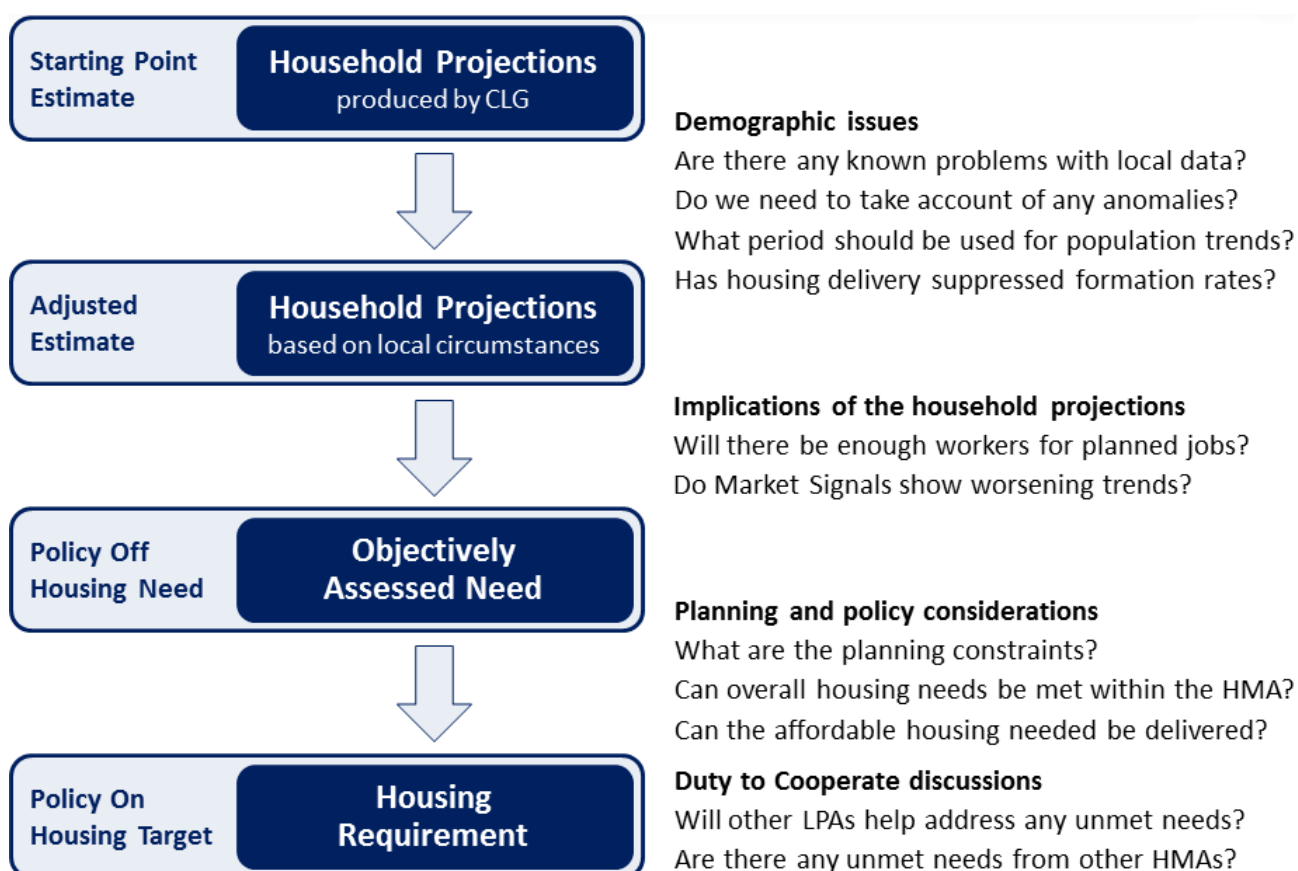 Starting Point
Estimate
Household Projections
produced by CLG
Demographic issues
Are there any known problems with local data?
Do we need to take account of any anomalies?
What period should be used for population trends?
Has housing delivery suppressed formation rates?
Adjusted
Estimate
Household Projections
based on local circumstances
Implications of the household projections
Will there be enough workers for planned jobs?
Do Market Signals show worsening trends?
Policy Off
Housing Need
Objectively
Assessed Need
Planning and policy considerations
What are the planning constraints?
Can overall housing needs be met within the HMA?
Can the affordable housing needed be delivered?
Policy On
Housing Target
Housing
Requirement
Duty to Cooperate discussions
Will other LPAs help address any unmet needs?
Are there any unmet needs from other HMAs?